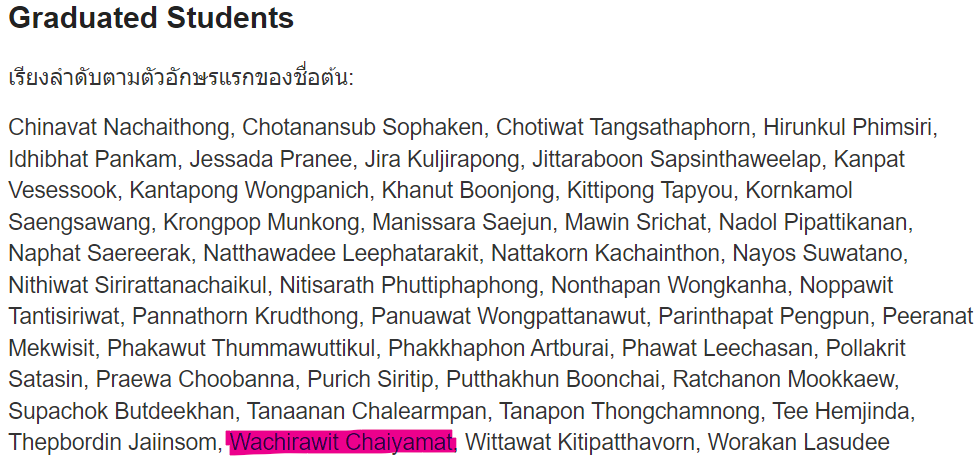 Graduated Students
เรียงลำดับตามตัวอักษรแรกของชื่อต้น:
Chinavat Nachaithong, Chotanansub Sophaken, Chotiwat Tangsathaphorn, Hirunkul Phimsiri,
Idhibhat Pankam, Jessada Pranee, Jira Kuljirapong, Jittaraboon Sapsinthaweelap, Kanpat
Vesessook, Kantapong Wongpanich, Khanut Boonjong, Kittipong Tapyou, Kornkamol
Saengsawang, Krongpop Munkong, Manissara Saejun, Mawin Srichat, Nadol Pipattikanan,
Naphat Saereerak, Natthawadee Leephatarakit, Nattakorn Kachainthon, Nayos Suwatano,
Nithiwat Sirirattanachaikul, Nitisarath Phuttiphaphong, Nonthapan Wongkanha, Noppawit
Tantisiriwat, Pannathorn Krudthong, Panuawat Wongpattanawut, Parinthapat Pengpun, Peeranat
Mekwisit, Phakawut Thummawuttikul, Phakkhaphon Artburai, Phawat Leechasan, Pollakrit
Satasin, Praewa Choobanna, Purich Siritip, Putthakhun Boonchai, Ratchanon Mookkaew,
Supachok Butdeekhan, Tanaanan Chalearmpan, Tanapon Thongchamnong, Tee Hemjinda,
Thepbordin Jaiinsom, Wachirawit Chaiyamat, Wittawat Kitipatthavorn, Worakan Lasudee